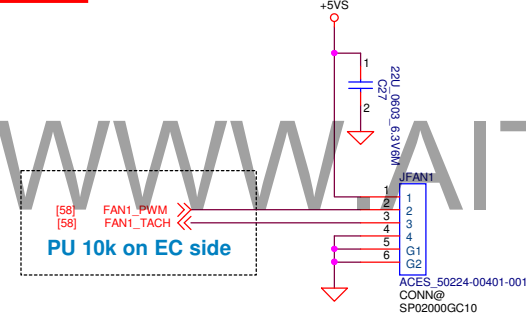 +5VS
1
2
22U_0603_6.3V6M
C27
WWW.AIT
JFAN1
1 1
[58] FAN1_PWM 2 2
[58] FAN1_TACH 3 3
4 4
5 G1
6 G2
PU 10k on EC side
ACES_50224-00401-001
CONN@
SP02000GC10